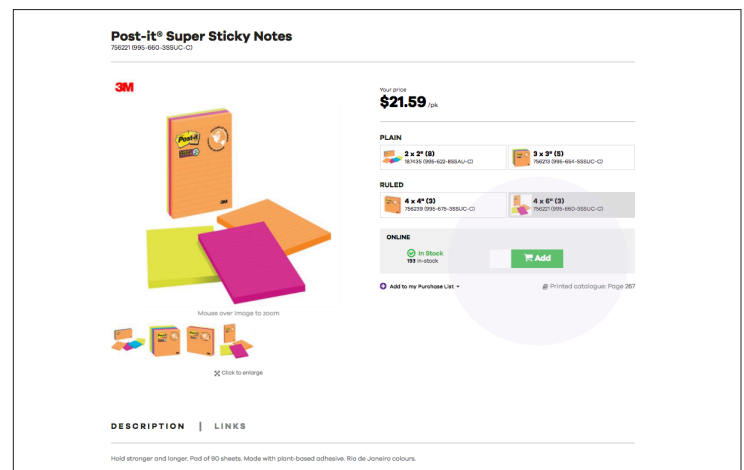 Post-it® Super Sticky Notes
756221 (995-660-3SSUC-C)
3M
Post-it
3M
Mouse over image to zoom
Click to enlarge
Your price
$21.59 /pk
PLAIN
2 x 2" (8)
187435 (995-622-8SSAU-C)
3 x 3" (5)
756213 (995-654-5SSUC-C)
RULED
4 x 4" (3)
756239 (995-675-3SSUC-C)
4 x 6" (3)
756221 (995-660-3SSUC-C)
ONLINE
In Stock
193 in-stock
Add
Add to my Purchase List
Printed catalogue: Page 267
DESCRIPTION | LINKS
Hold stronger and longer. Pad of 90 sheets. Made with plant-based adhesive. Rio de Janeiro colours.